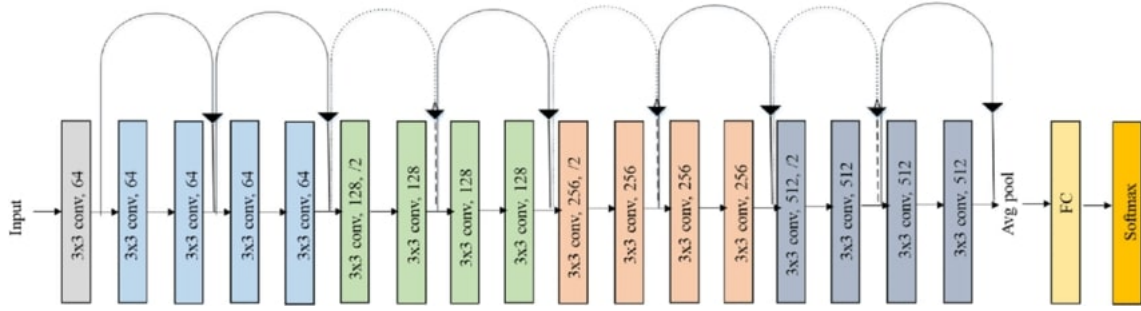 Input
3x3 conv, 64
3x3 conv, 64
3x3 conv, 64
3x3 conv, 64
3x3 conv, 64
3x3 conv, 128, /2
3x3 conv, 128
3x3 conv, 128
3x3 conv, 128
3x3 conv, 256, /2
3x3 conv, 256
3x3 conv, 256
3x3 conv, 256
3x3 conv, 512, /2
3x3 conv, 512
3x3 conv, 512
3x3 conv, 512
Avg pool
FC
Softmax